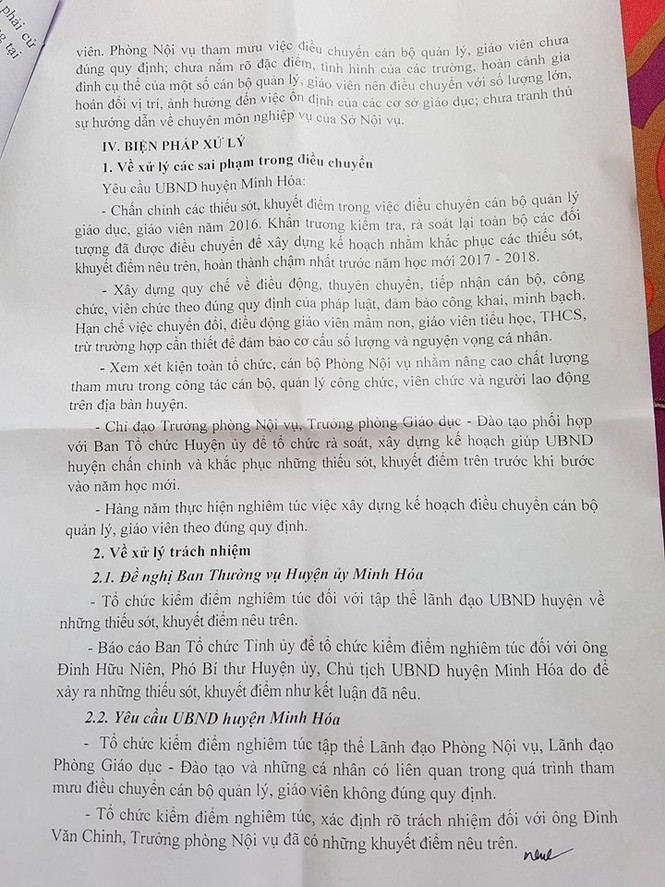 phải cử
tại
viên. Phòng Nội vụ tham mưu việc điều chuyển cán bộ quản lý, giáo viên chưa
đúng quy định; chưa nắm rõ đặc điểm, tình hình của các trường, hoàn cảnh gia
đình cụ thể của một số cán bộ quản lý, giáo viên nên điều chuyển với số lượng lớn,
hoán đổi vị trí, ảnh hưởng đến việc ổn định của các cơ sở giáo dục; chưa tranh thủ
sự hướng dẫn về chuyên môn nghiệp vụ của Sở Nội vụ.
IV. BIỆN PHÁP XỬ LÝ
1. Về xử lý các sai phạm trong điều chuyển
Yêu cầu UBND huyện Minh Hóa:
- Chấn chỉnh các thiếu sót, khuyết điểm trong việc điều chuyển cán bộ quản lý
giáo dục, giáo viên năm 2016. Khẩn trương kiểm tra, rà soát lại toàn bộ các đối
tượng đã được điều chuyển để xây dựng kế hoạch nhằm khắc phục các thiếu sót,
khuyết điểm nêu trên, hoàn thành chậm nhất trước năm học mới 2017 - 2018.
- Xây dựng quy chế về điều động, thuyên chuyển, tiếp nhận cán bộ, công
chức, viên chức theo đúng quy định của pháp luật, đảm bảo công khai, minh bạch.
Hạn chế việc chuyển đổi, điều động giáo viên mầm non, giáo viên tiểu học, THCS,
trừ trường hợp cần thiết để đảm bảo cơ cấu số lượng và nguyện vọng cá nhân.
- Xem xét kiện toàn tổ chức, cán bộ Phòng Nội vụ nhằm nâng cao chất lượng
tham mưu trong công tác cán bộ, quản lý công chức, viên chức và người lao động
trên địa bàn huyện.
- Chỉ đạo Trưởng phòng Nội vụ, Trưởng phòng Giáo dục - Đào tạo phối hợp
với Ban Tổ chức Huyện ủy để tổ chức rà soát, xây dựng kế hoạch giúp UBND
huyện chấn chỉnh và khắc phục những thiếu sót, khuyết điểm trên trước khi bước
vào năm học mới.
- Hàng năm thực hiện nghiêm túc việc xây dựng kế hoạch điều chuyển cán bộ
quản lý, giáo viên theo đúng quy định.
2. Về xử lý trách nhiệm
2.1. Đề nghị Ban Thường vụ Huyện ủy Minh Hóa
- Tổ chức kiểm điểm nghiêm túc đối với tập thể lãnh đạo UBND huyện về
những thiếu sót, khuyết điểm nêu trên.
- Báo cáo Ban Tổ chức Tỉnh ủy để tổ chức kiểm điểm nghiêm túc đối với ông
Đinh Hữu Niên, Phó Bí thư Huyện ủy, Chủ tịch UBND huyện Minh Hóa do để
xảy ra những thiếu sót, khuyết điểm như kết luận đã nêu.
2.2. Yêu cầu UBND huyện Minh Hóa
- Tổ chức kiểm điểm nghiêm túc tập thể Lãnh đạo Phòng Nội vụ, Lãnh đạo
Phòng Giáo dục - Đào tạo và những cá nhân có liên quan trong quá trình tham
mưu điều chuyển cán bộ quản lý, giáo viên không đúng quy định.
- Tổ chức kiểm điểm nghiêm túc, xác định rõ trách nhiệm đối với ông Đinh
Văn Chinh, Trưởng phòng Nội vụ đã có những khuyết điểm nêu trên.